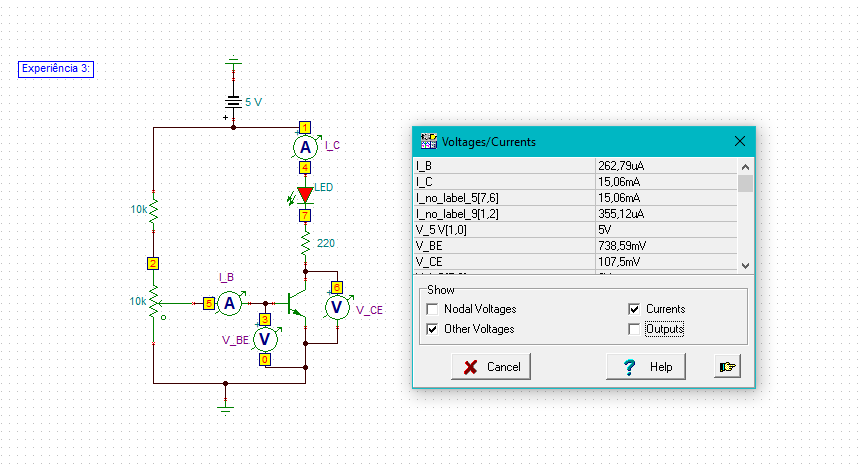 Experiência 3:
5 V
+
1
+
A
I_C
4
LED
10k
7
220
2
I_B
6
10k
5
+
A
+
V
V_CE
3
V_BE
+
V
0
Voltages/Currents
I_B 262,79uA
I_C 15,06mA
I_no_label_5[7,6] 15,06mA
I_no_label_9[1,2] 355,12uA
V_5 V[1,0] 5V
V_BE 738,59mV
V_CE 107,5mV
Show
Nodal Voltages
Currents
Other Voltages
Outputs
Cancel
? Help